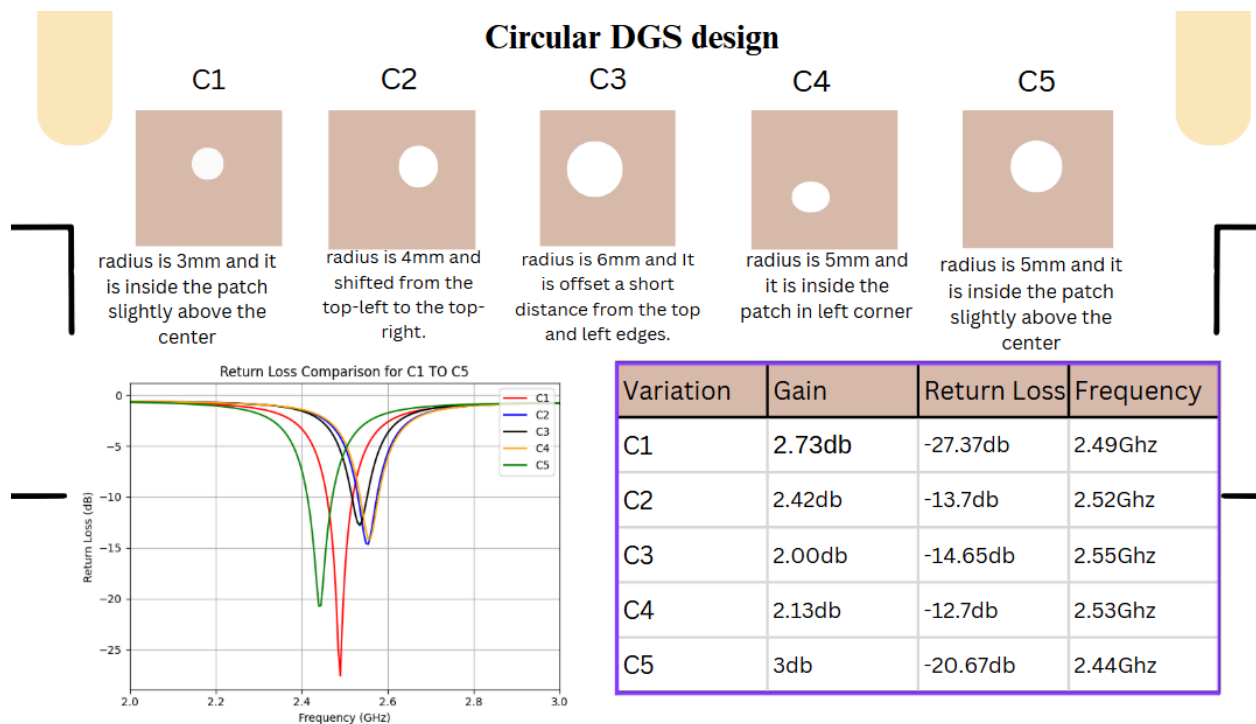 Circular DGS design
C1
C2
C3
C4
C5
radius is 3mm and it
is inside the patch
slightly above the
center
radius is 4mm and
shifted from the
top-left to the top-
right.
radius is 6mm and It
is offset a short
distance from the top
and left edges.
radius is 5mm and
it is inside the
patch in left corner
radius is 5mm and it
is inside the patch
slightly above the
center
Return Loss Comparison for C1 TO C5
0
−5
−10
−15
−20
−25
Return Loss (dB)
C1
C2
C3
C4
C5
2.0 2.2 2.4 2.6 2.8 3.0
Frequency (GHz)
Variation Gain Return Loss Frequency
C1 2.73db -27.37db 2.49Ghz
C2 2.42db -13.7db 2.52Ghz
C3 2.00db -14.65db 2.55Ghz
C4 2.13db -12.7db 2.53Ghz
C5 3db -20.67db 2.44Ghz